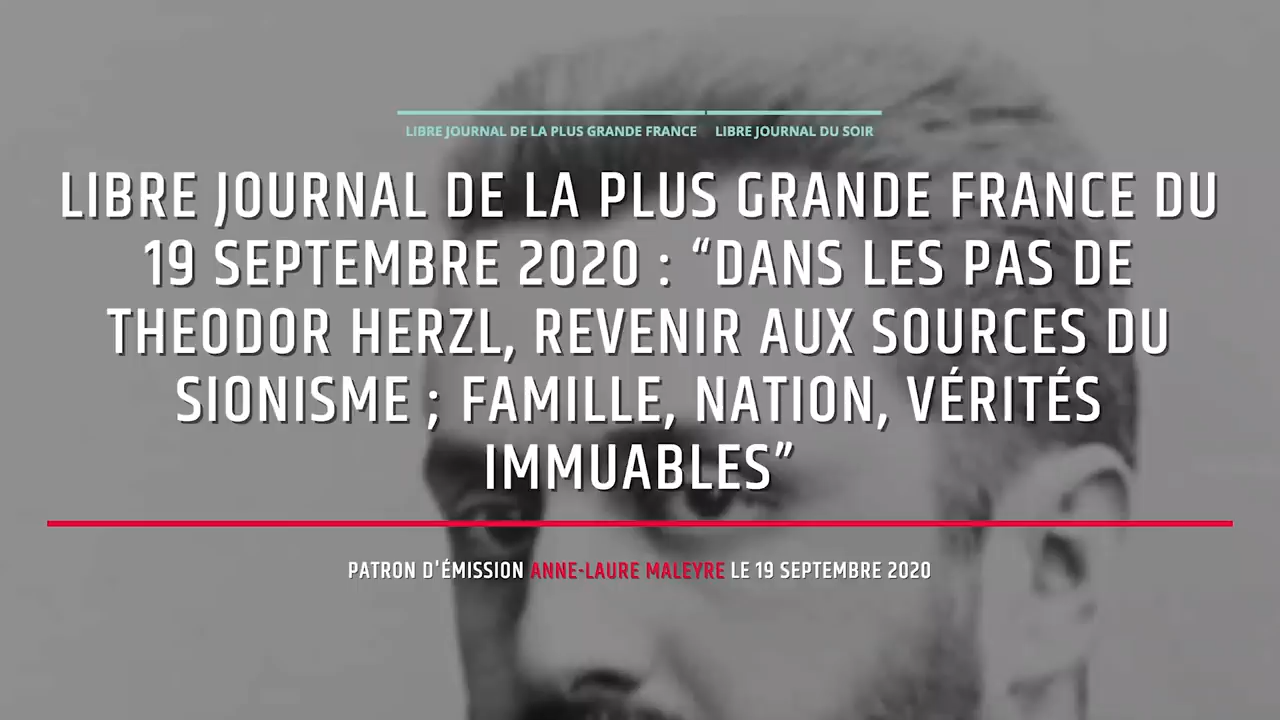 LIBRE JOURNAL DE LA PLUS GRANDE FRANCE LIBRE JOURNAL DU SOIR
LIBRE JOURNAL DE LA PLUS GRANDE FRANCE DU
19 SEPTEMBRE 2020 : “DANS LES PAS DE
THEODOR HERZL, REVENIR AUX SOURCES DU
SIONISME ; FAMILLE, NATION, VÉRITÉS
IMMUABLES”
PATRON D'ÉMISSION ANNE-LAURE MALEYRE LE 19 SEPTEMBRE 2020